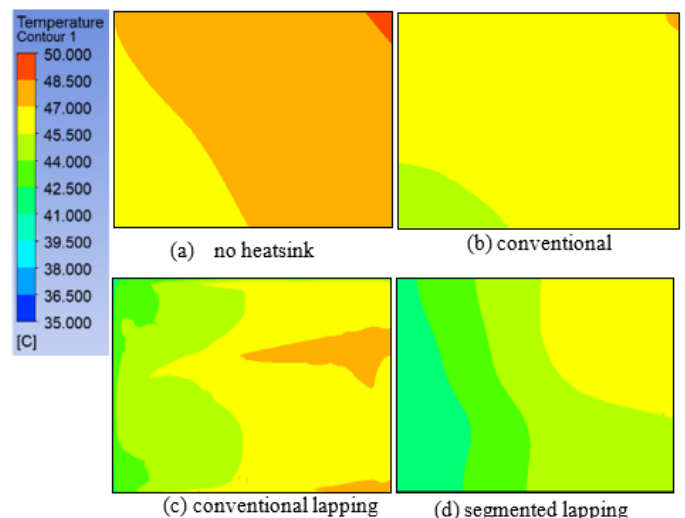 Temperature
Contour 1
50.000
48.500
47.000
45.500
44.000
42.500
41.000
39.500
38.000
36.500
35.000
[C]
(a) no heatsink
(b) conventional
(c) conventional lapping
(d) segmented lapping